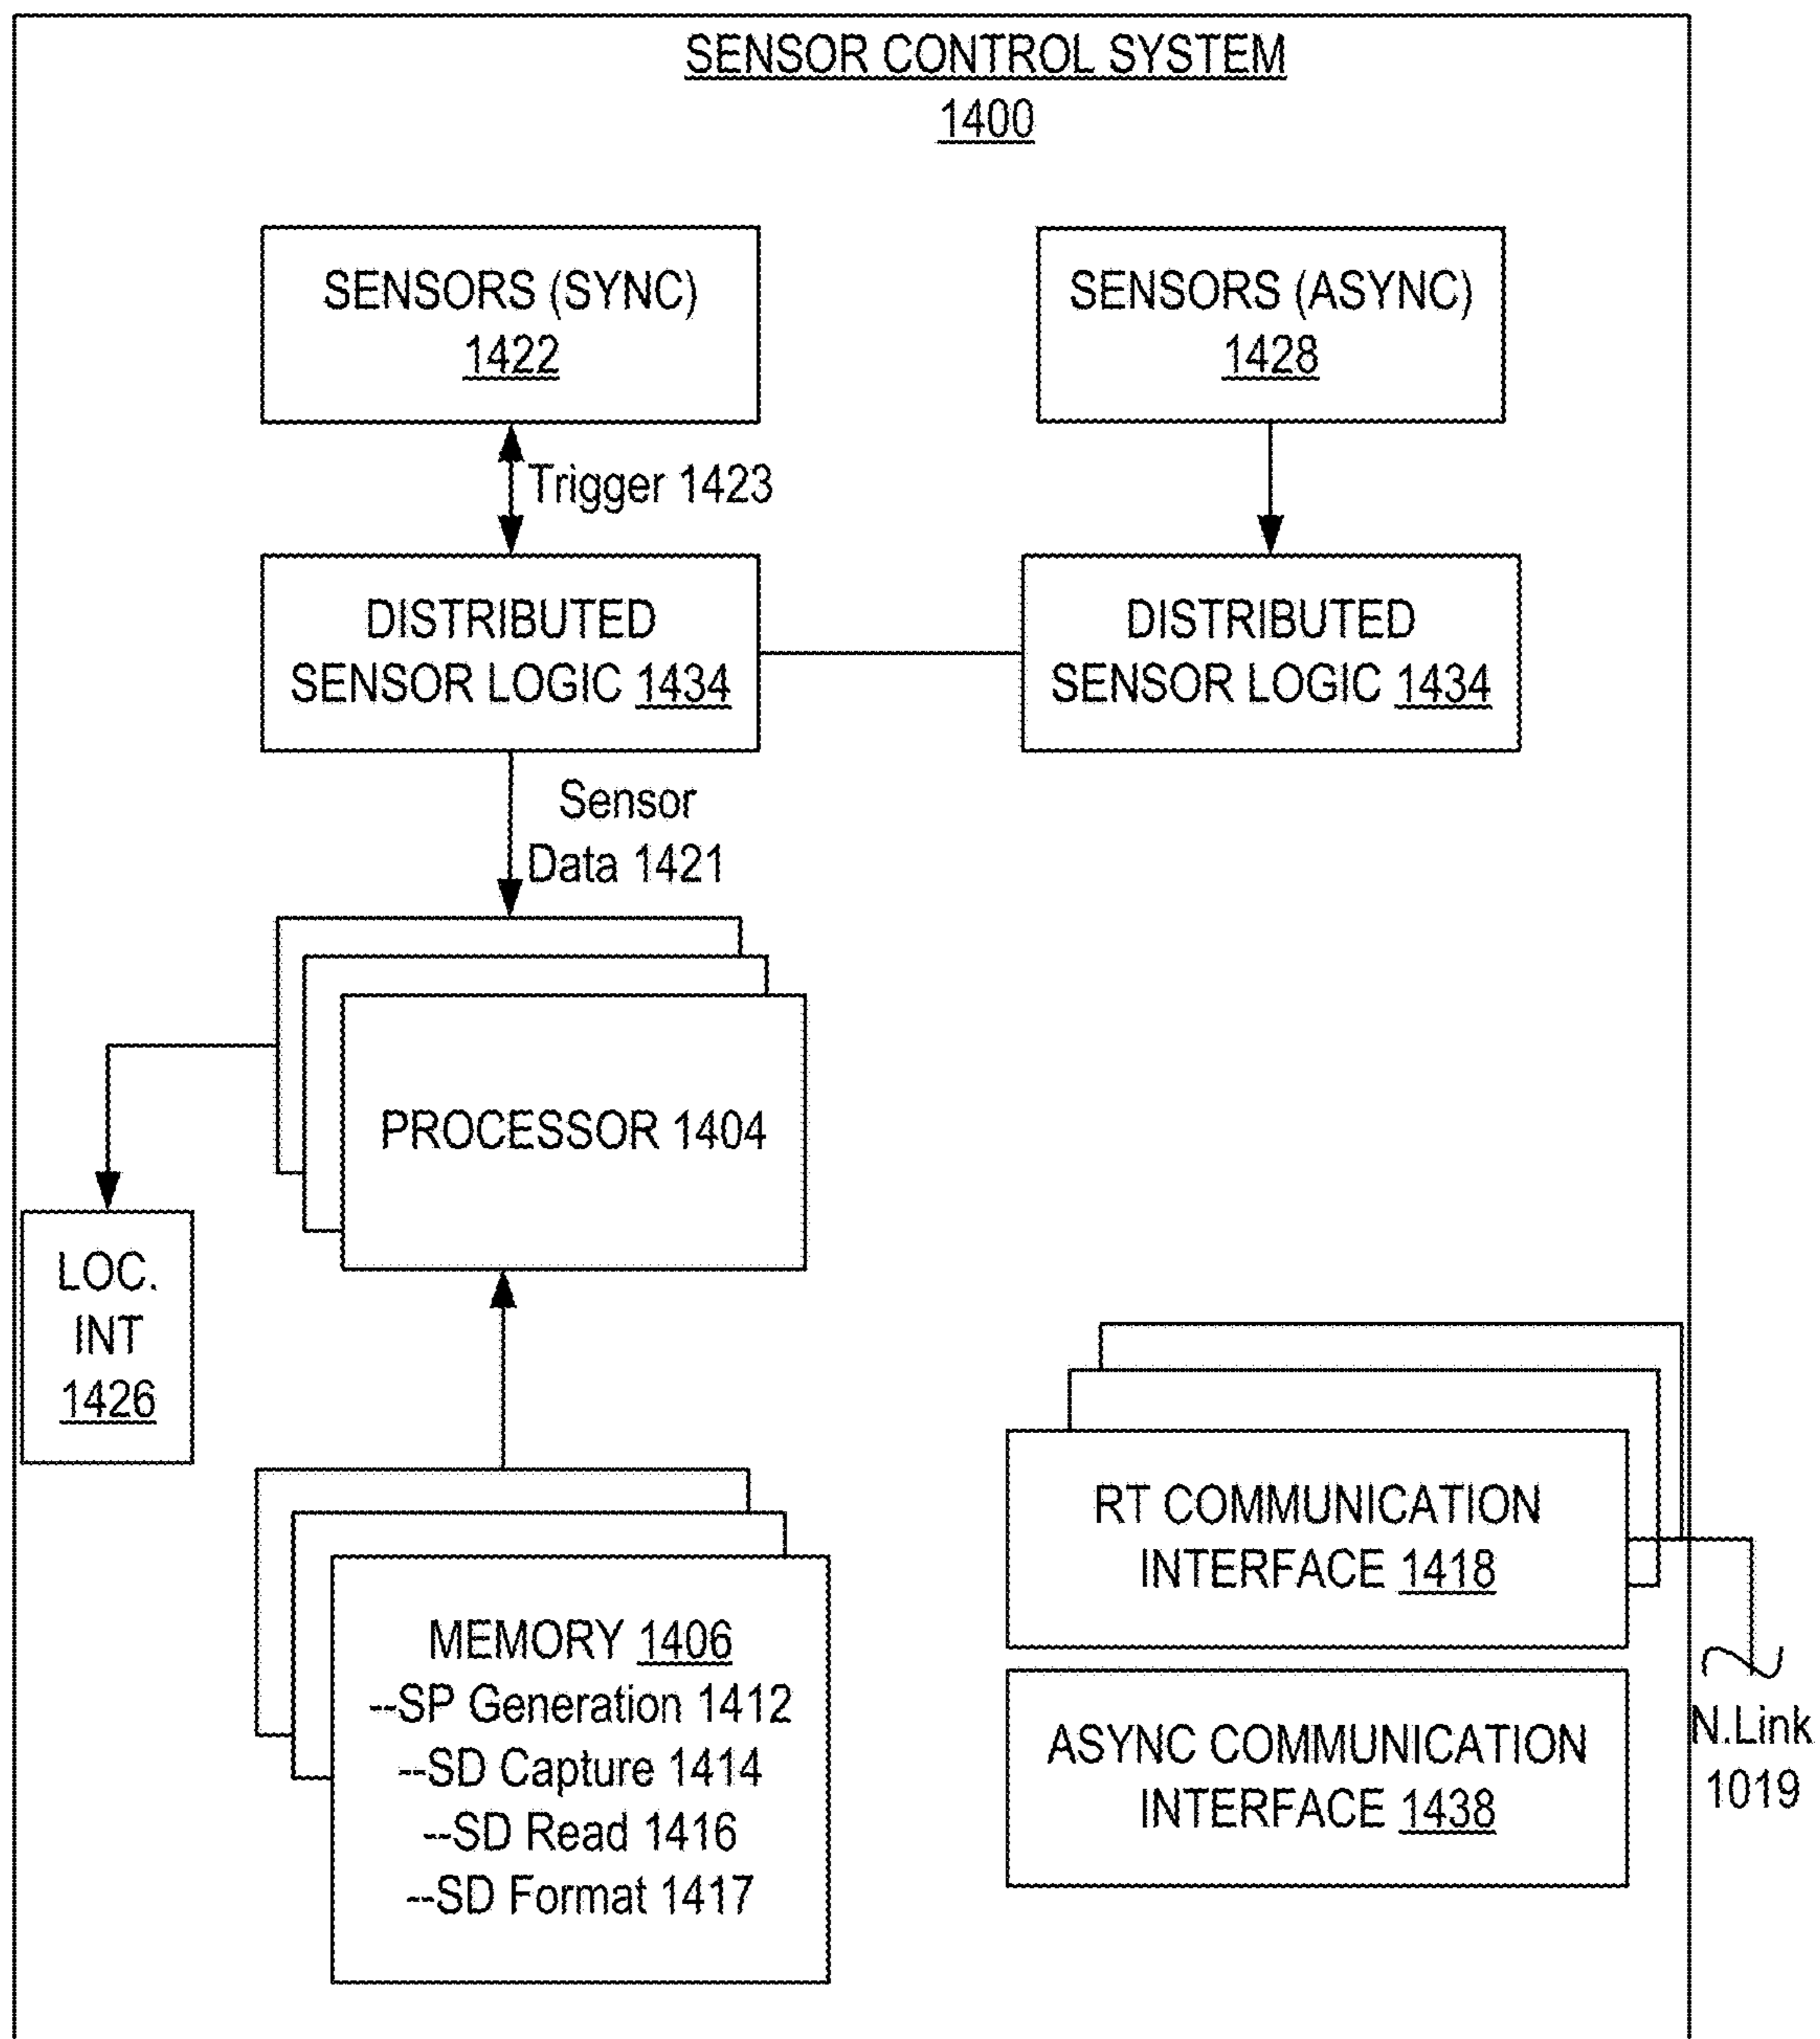 SENSOR CONTROL SYSTEM
1400
SENSORS (SYNC)
1422
SENSORS (ASYNC)
1428
Trigger 1423
DISTRIBUTED
SENSOR LOGIC 1434
DISTRIBUTED
SENSOR LOGIC 1434
Sensor
Data 1421
PROCESSOR 1404
LOC.
INT
1426
RT COMMUNICATION
INTERFACE 1418
MEMORY 1406
--SP Generation 1412
--SD Capture 1414
--SD Read 1416
--SD Format 1417
ASYNC COMMUNICATION
INTERFACE 1438
N.Link
1019